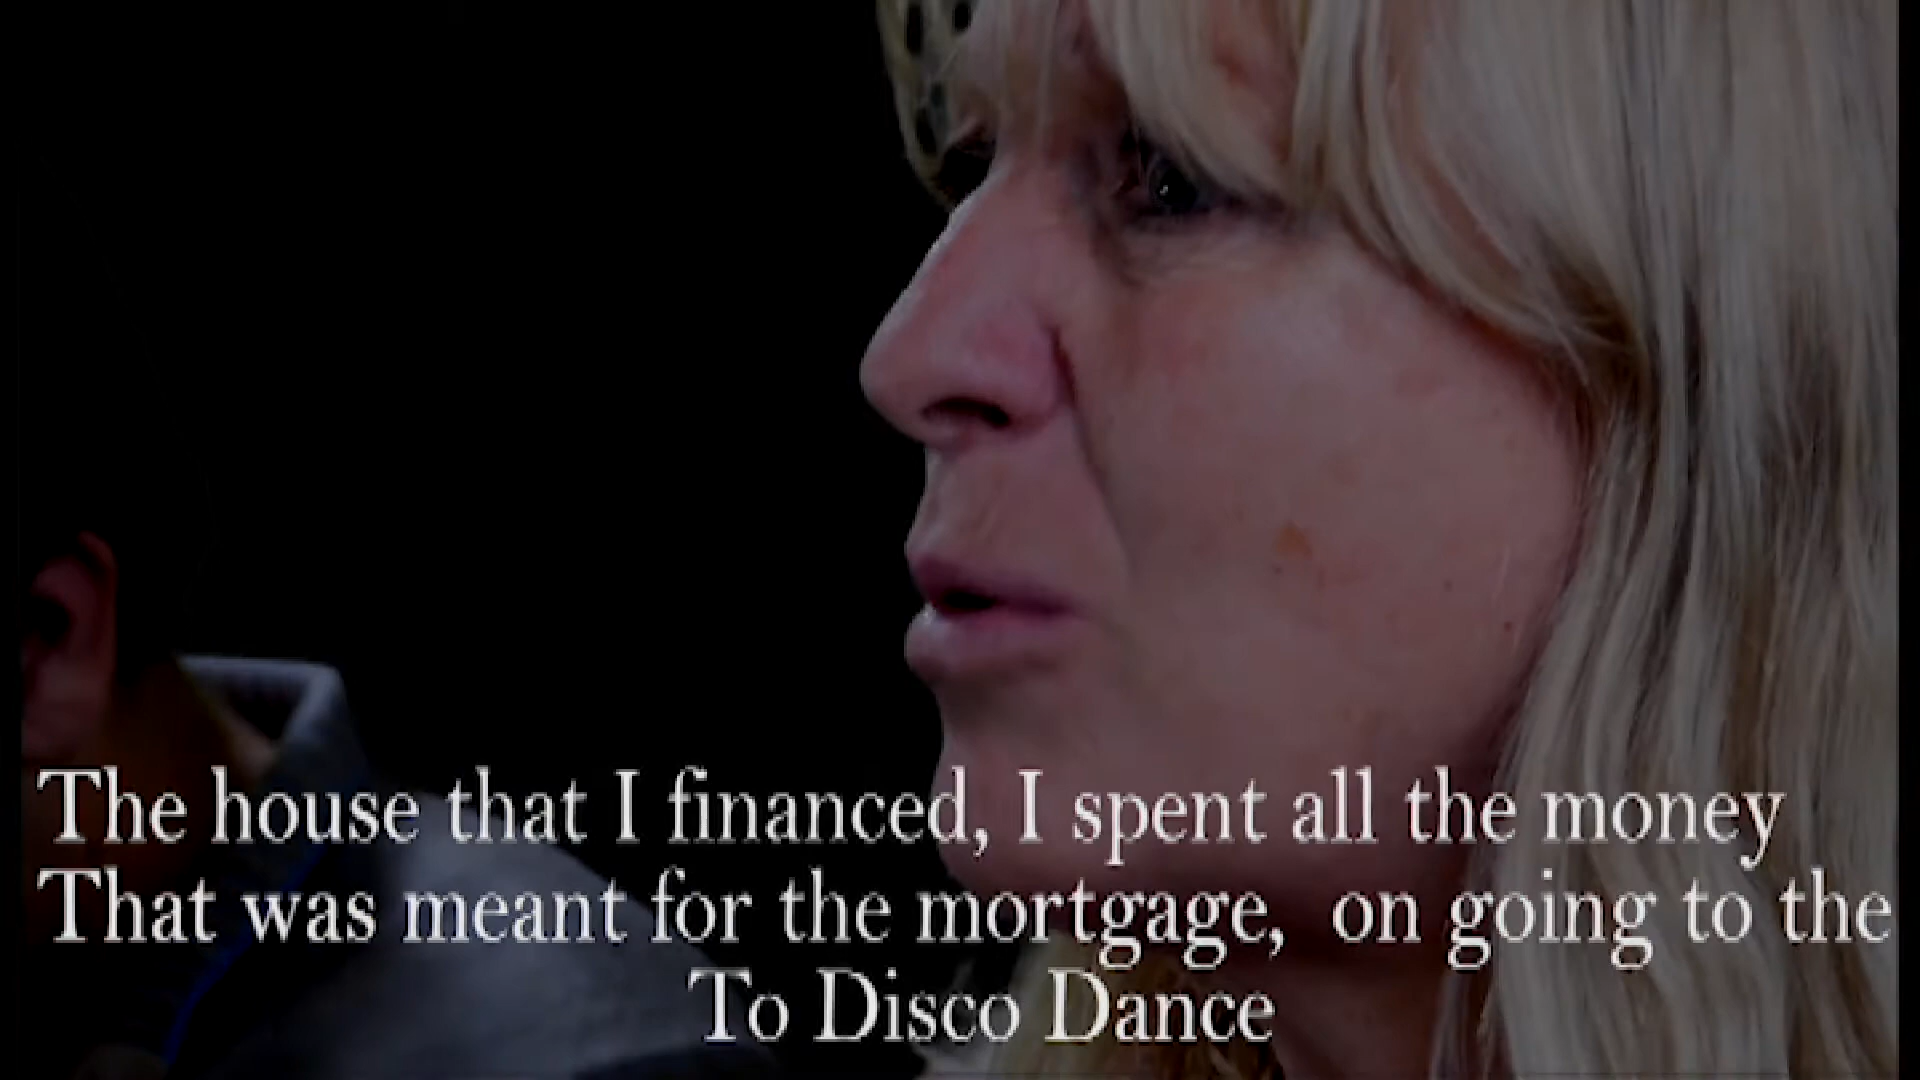 The house that I financed, I spent all the money
That was meant for the mortgage, on going to the
To Disco Dance